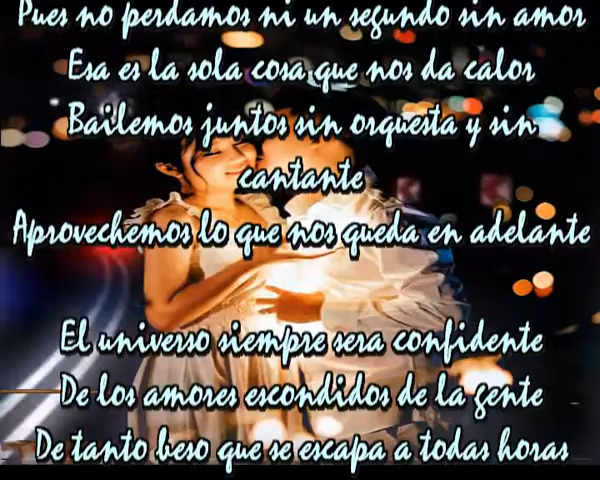 Pues no perdamos ni un segundo sin amor
Esa es la sola cosa que nos da calor
Bailemos juntos sin orquesta y sin
cantante
Aprovechemos lo que nos queda en adelante
El universo siempre sera confidente
De los amores escondidos de la gente
De tanto beso que se escapa a todas horas